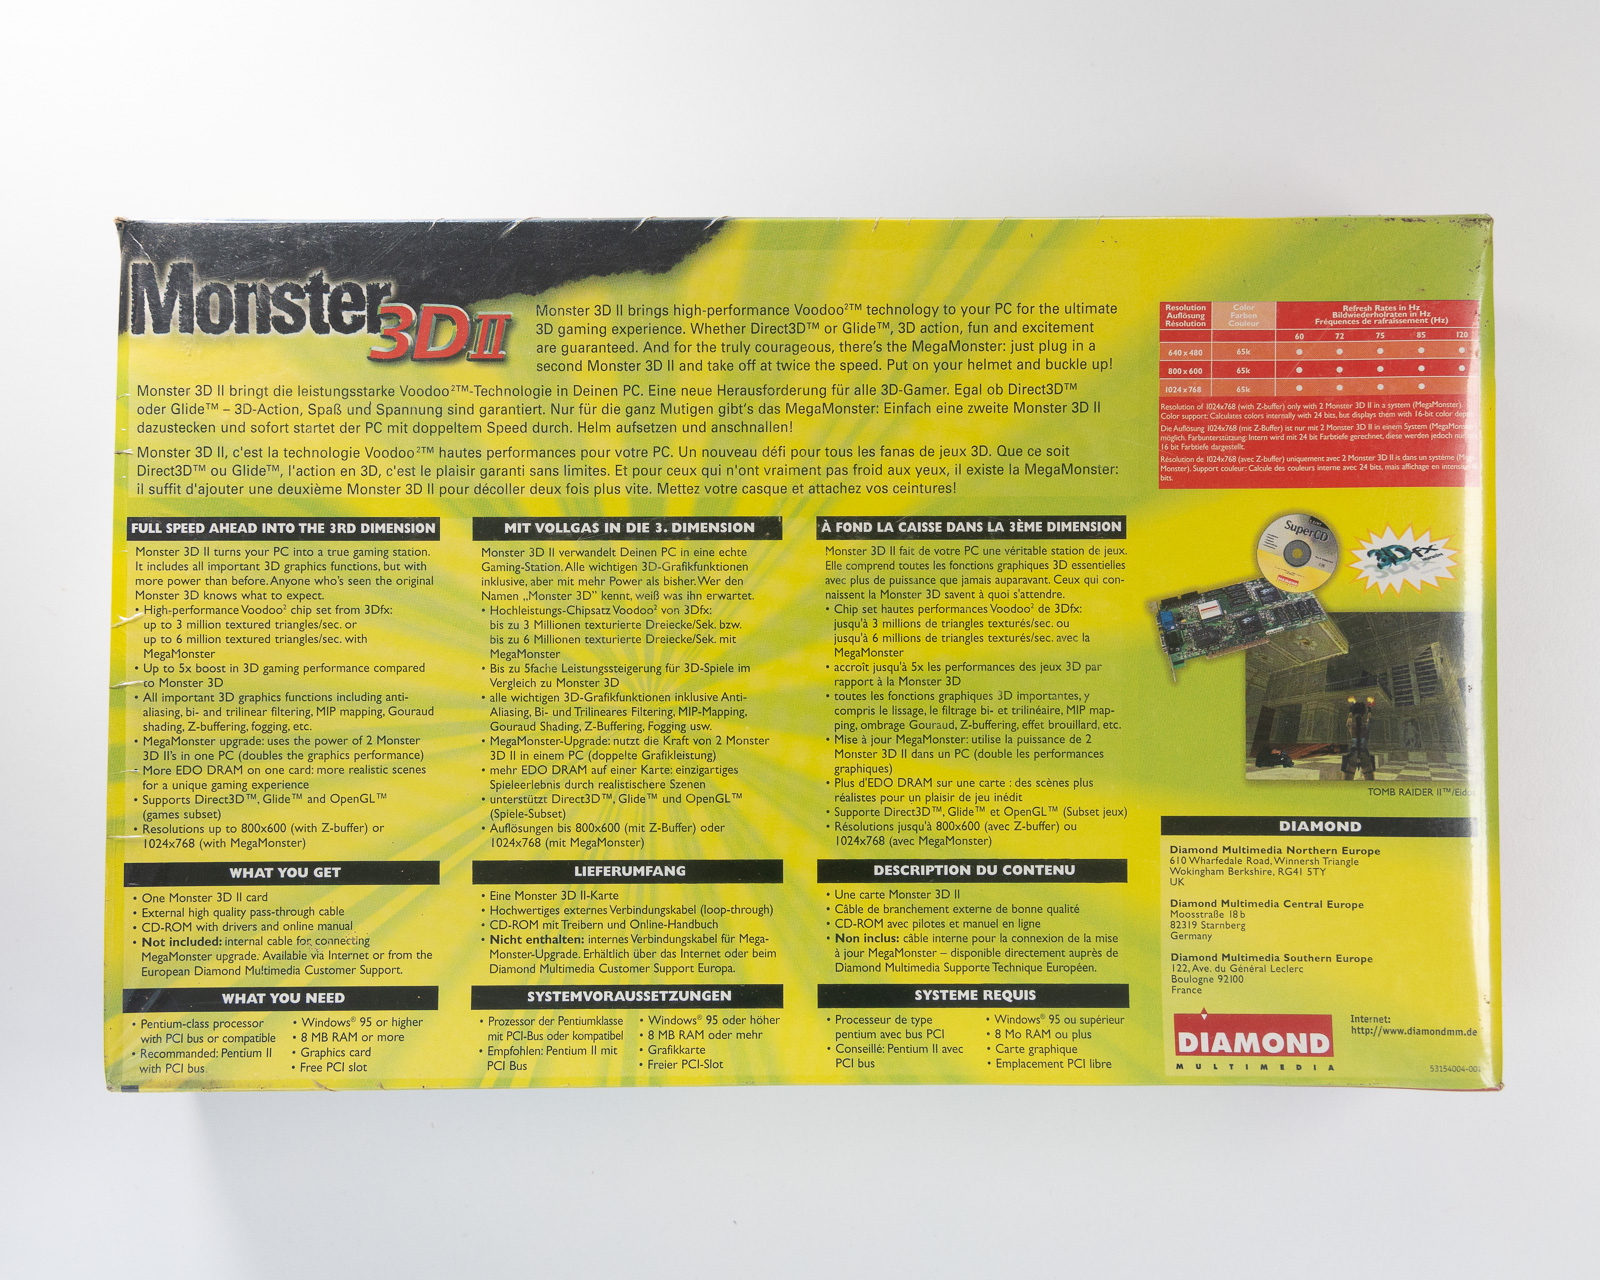 Monster
3D II
Monster 3D II brings high-performance Voodoo²™ technology to your PC for the ultimate
3D gaming experience. Whether Direct3D™ or Glide™, 3D action, fun and excitement
are guaranteed. And for the truly courageous, there's the MegaMonster: just plug in a
second Monster 3D II and take off at twice the speed. Put on your helmet and buckle up!
Monster 3D II bringt die leistungsstarke Voodoo²™-Technologie in Deinen PC. Eine neue Herausforderung für alle 3D-Gamer. Egal ob Direct3D™
oder Glide™ – 3D-Action, Spaß und Spannung sind garantiert. Nur für die ganz Mutigen gibt's das MegaMonster: Einfach eine zweite Monster 3D II
dazustecken und sofort startet der PC mit doppeltem Speed durch. Helm aufsetzen und anschnallen!
Monster 3D II, c'est la technologie Voodoo²™ hautes performances pour votre PC. Un nouveau défi pour tous les fanas de jeux 3D. Que ce soit
Direct3D™ ou Glide™, l'action en 3D, c'est le plaisir garanti sans limites. Et pour ceux qui n'ont vraiment pas froid aux yeux, il existe la MegaMonster:
il suffit d'ajouter une deuxième Monster 3D II pour décoller deux fois plus vite. Mettez votre casque et attachez vos ceintures!
FULL SPEED AHEAD INTO THE 3RD DIMENSION
Monster 3D II turns your PC into a true gaming station.
It includes all important 3D graphics functions, but with
more power than before. Anyone who's seen the original
Monster 3D knows what to expect.
• High-performance Voodoo² chip set from 3Dfx:
up to 3 million textured triangles/sec. or
up to 6 million textured triangles/sec. with
MegaMonster
• Up to 5x boost in 3D gaming performance compared
to Monster 3D
• All important 3D graphics functions including anti-
aliasing, bi- and trilinear filtering, MIP mapping, Gouraud
shading, Z-buffering, fogging, etc.
• MegaMonster upgrade: uses the power of 2 Monster
3D II's in one PC (doubles the graphics performance)
• More EDO DRAM on one card: more realistic scenes
for a unique gaming experience
• Supports Direct3D™, Glide™ and OpenGL™
(games subset)
• Resolutions up to 800x600 (with Z-buffer) or
1024x768 (with MegaMonster)
WHAT YOU GET
• One Monster 3D II card
• External high quality pass-through cable
• CD-ROM with drivers and online manual
• Not included: internal cable for connecting
MegaMonster upgrade. Available via Internet or from the
European Diamond Multimedia Customer Support.
WHAT YOU NEED
• Pentium-class processor
with PCI bus or compatible
• Recommanded: Pentium II
with PCI bus
• Windows® 95 or higher
• 8 MB RAM or more
• Graphics card
• Free PCI slot
MIT VOLLGAS IN DIE 3. DIMENSION
Monster 3D II verwandelt Deinen PC in eine echte
Gaming-Station. Alle wichtigen 3D-Grafikfunktionen
inklusive, aber mit mehr Power als bisher. Wer den
Namen „Monster 3D” kennt, weiß was ihn erwartet.
• Hochleistungs-Chipsatz Voodoo² von 3Dfx:
bis zu 3 Millionen texturierte Dreiecke/Sek. bzw.
bis zu 6 Millionen texturierte Dreiecke/Sek. mit
MegaMonster
• Bis zu 5fache Leistungssteigerung für 3D-Spiele im
Vergleich zu Monster 3D
• alle wichtigen 3D-Grafikfunktionen inklusive Anti-
Aliasing, Bi- und Trilineares Filtering, MIP-Mapping,
Gouraud Shading, Z-Buffering, Fogging usw.
• MegaMonster-Upgrade: nutzt die Kraft von 2 Monster
3D II in einem PC (doppelte Grafikleistung)
• mehr EDO DRAM auf einer Karte: einzigartiges
Spieleerlebnis durch realistischere Szenen
• unterstützt Direct3D™, Glide™ und OpenGL™
(Spiele-Subset)
• Auflösungen bis 800x600 (mit Z-Buffer) oder
1024x768 (mit MegaMonster)
LIEFERUMFANG
• Eine Monster 3D II-Karte
• Hochwertiges externes Verbindungskabel (loop-through)
• CD-ROM mit Treibern und Online-Handbuch
• Nicht enthalten: internes Verbindungskabel für Mega-
Monster-Upgrade. Erhältlich über das Internet oder beim
Diamond Multimedia Customer Support Europa.
SYSTEMVORAUSSETZUNGEN
• Prozessor der Pentiumklasse
mit PCI-Bus oder kompatibel
• Empfohlen: Pentium II mit
PCI Bus
• Windows® 95 oder höher
• 8 MB RAM oder mehr
• Grafikkarte
• Freier PCI-Slot
À FOND LA CAISSE DANS LA 3ÈME DIMENSION
Monster 3D II fait de votre PC une véritable station de jeux.
Elle comprend toutes les fonctions graphiques 3D essentielles
avec plus de puissance que jamais auparavant. Ceux qui con-
naissent la Monster 3D savent à quoi s'attendre.
• Chip set hautes performances Voodoo² de 3Dfx:
jusqu'à 3 millions de triangles texturés/sec. ou
jusqu'à 6 millions de triangles texturés/sec. avec la
MegaMonster
• accroît jusqu'à 5x les performances des jeux 3D par
rapport à la Monster 3D
• toutes les fonctions graphiques 3D importantes, y
compris le lissage, le filtrage bi- et trilinéaire, MIP map-
ping, ombrage Gouraud, Z-buffering, effet brouillard, etc.
• Mise à jour MegaMonster: utilise la puissance de 2
Monster 3D II dans un PC (double les performances
graphiques)
• Plus d'EDO DRAM sur une carte : des scènes plus
réalistes pour un plaisir de jeu inédit
• Supporte Direct3D™, Glide™ et OpenGL™ (Subset jeux)
• Résolutions jusqu'à 800x600 (avec Z-buffer) ou
1024x768 (avec MegaMonster)
DESCRIPTION DU CONTENU
• Une carte Monster 3D II
• Câble de branchement externe de bonne qualité
• CD-ROM avec pilotes et manuel en ligne
• Non inclus: câble interne pour la connexion de la mise
à jour MegaMonster – disponible directement auprès de
Diamond Multimedia Supporte Technique Européen.
SYSTEME REQUIS
• Processeur de type
pentium avec bus PCI
• Conseillé: Pentium II avec
PCI bus
• Windows® 95 ou supérieur
• 8 Mo RAM ou plus
• Carte graphique
• Emplacement PCI libre
Resolution Auflösung Résolution
Color Farben Couleur
Refresh Rates in Hz
Bildwiederholraten in Hz
Fréquences de rafraissement (Hz)
60 72 75 85 120
640 x 480 65k ● ● ● ● ●
800 x 600 65k ● ● ● ● ●
1024 x 768 65k ● ● ● ●
Resolution of 1024x768 (with Z-buffer) only with 2 Monster 3D II in a system (MegaMonster).
Color support: Calculates colors internally with 24 bits, but displays them with 16-bit color
Die Auflösung 1024x768 (mit Z-Buffer) ist nur mit 2 Monster 3D II in einem System
möglich. Farbunterstützung: Intern wird mit 24 bit Farbtiefe gerechnet, diese werden jedoch nur
16 bit Farbtiefe dargestellt.
Résolution de 1024x768 (avec Z-buffer) uniquement avec 2 Monster 3D II dans un système
Monster). Support couleur: Calcule des couleurs interne avec 24 bits, mais affichage en
bits.
SuperCD
3Dfx
TOMB RAIDER II™/Eidos
DIAMOND
Diamond Multimedia Northern Europe
610 Wharfedale Road, Winnersh Triangle
Wokingham Berkshire, RG41 5TY
UK
Diamond Multimedia Central Europe
Moosstraße 18 b
82319 Starnberg
Germany
Diamond Multimedia Southern Europe
122, Ave. du Général Leclerc
Boulogne 92100
France
DIAMOND
MULTIMEDIA
Internet:
http://www.diamondmm.de
53154004-001